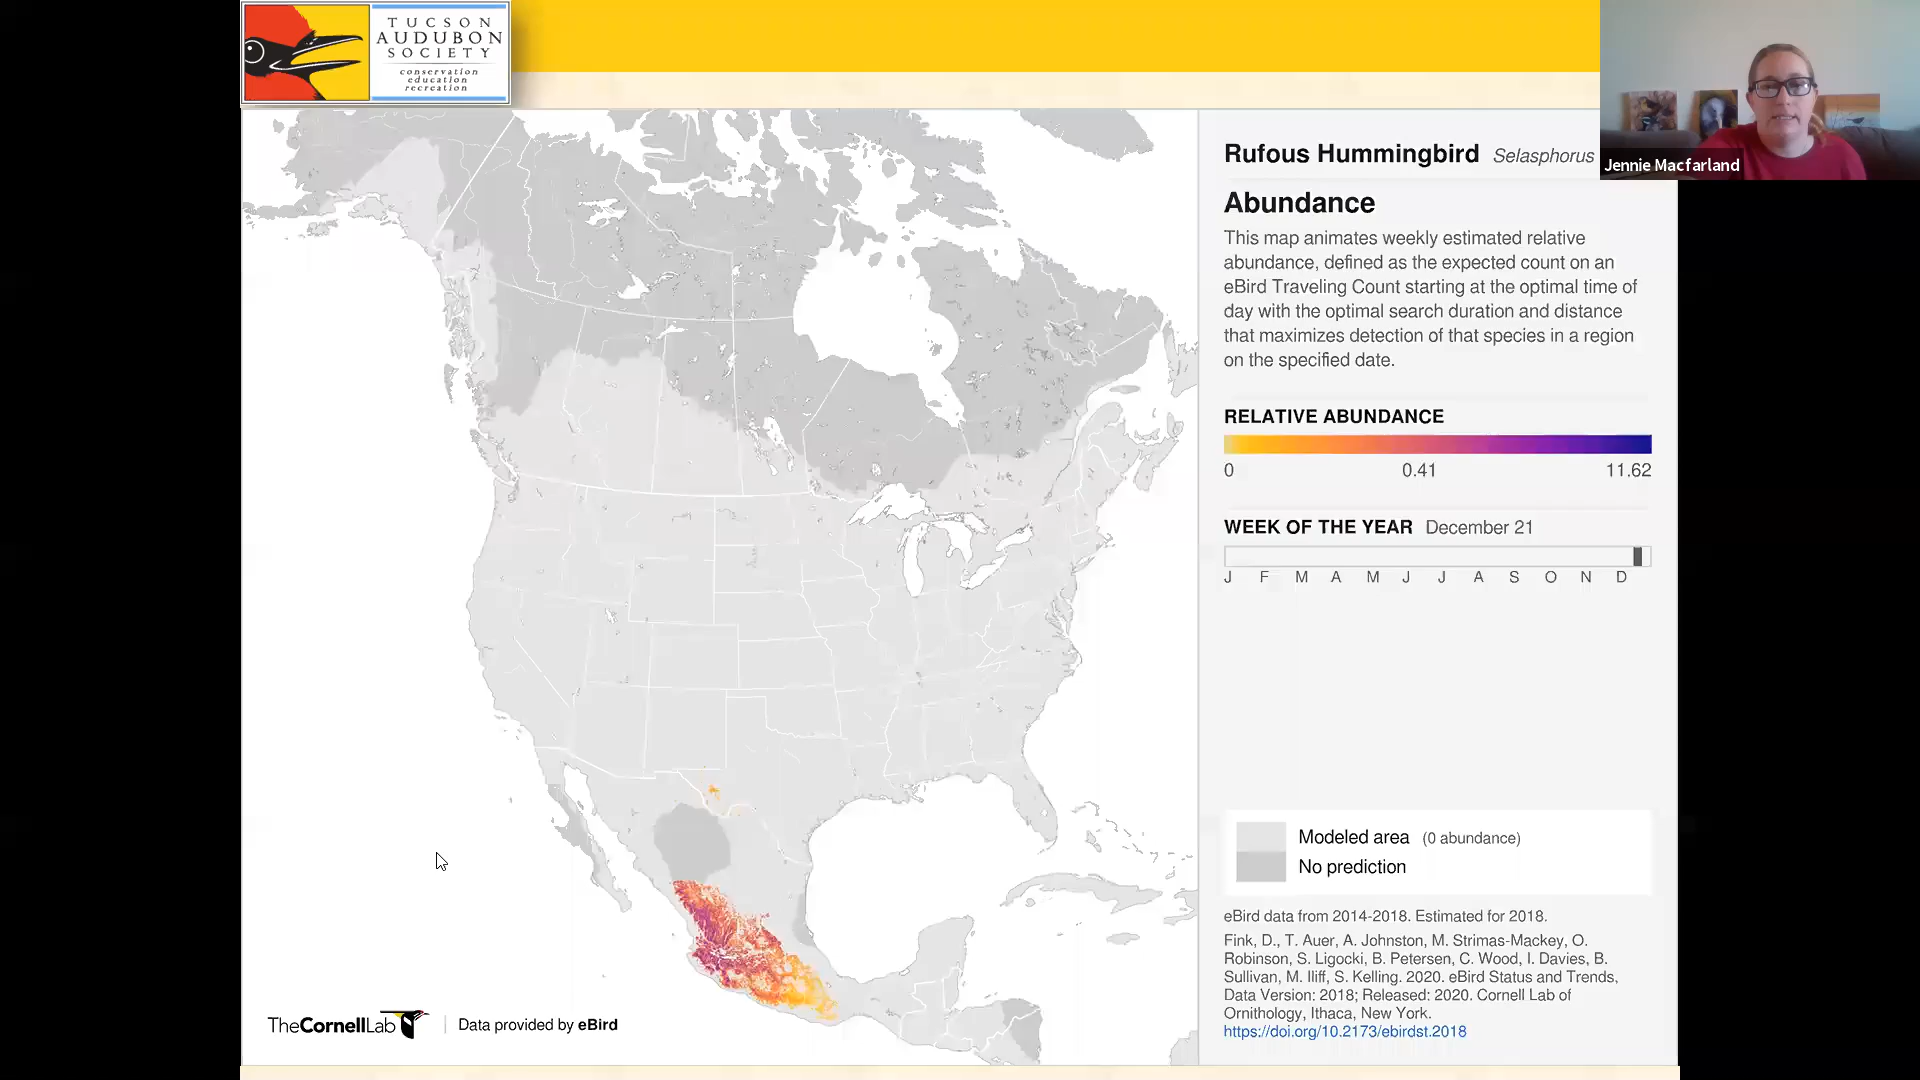 TUCSON
AUDUBON
SOCIETY
conservation
education
recreation
Jennie Macfarland
Rufous Hummingbird Selasphorus
Abundance
This map animates weekly estimated relative
abundance, defined as the expected count on an
eBird Traveling Count starting at the optimal time of
day with the optimal search duration and distance
that maximizes detection of that species in a region
on the specified date.
RELATIVE ABUNDANCE
0 0.41 11.62
WEEK OF THE YEAR December 21
J F M A M J J A S O N D
Modeled area (0 abundance)
No prediction
eBird data from 2014-2018. Estimated for 2018.
Fink, D., T. Auer, A. Johnston, M. Strimas-Mackey, O.
Robinson, S. Ligocki, B. Petersen, C. Wood, I. Davies, B.
Sullivan, M. Iliff, S. Kelling. 2020. eBird Status and Trends,
Data Version: 2018; Released: 2020. Cornell Lab of
Ornithology, Ithaca, New York.
https://doi.org/10.2173/ebirdst.2018
TheCornellLab Data provided by eBird